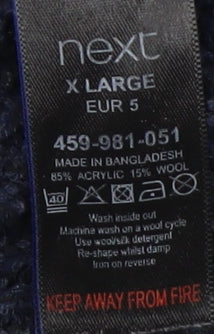 next
X LARGE
EUR 5
459-981-051
MADE IN BANGLADESH
85% ACRYLIC 15% WOOL
40
Wash inside out
Machine wash on a wool cycle
Use wool/silk detergent
Re-shape whilst damp
Iron on reverse
KEEP AWAY FROM FIRE